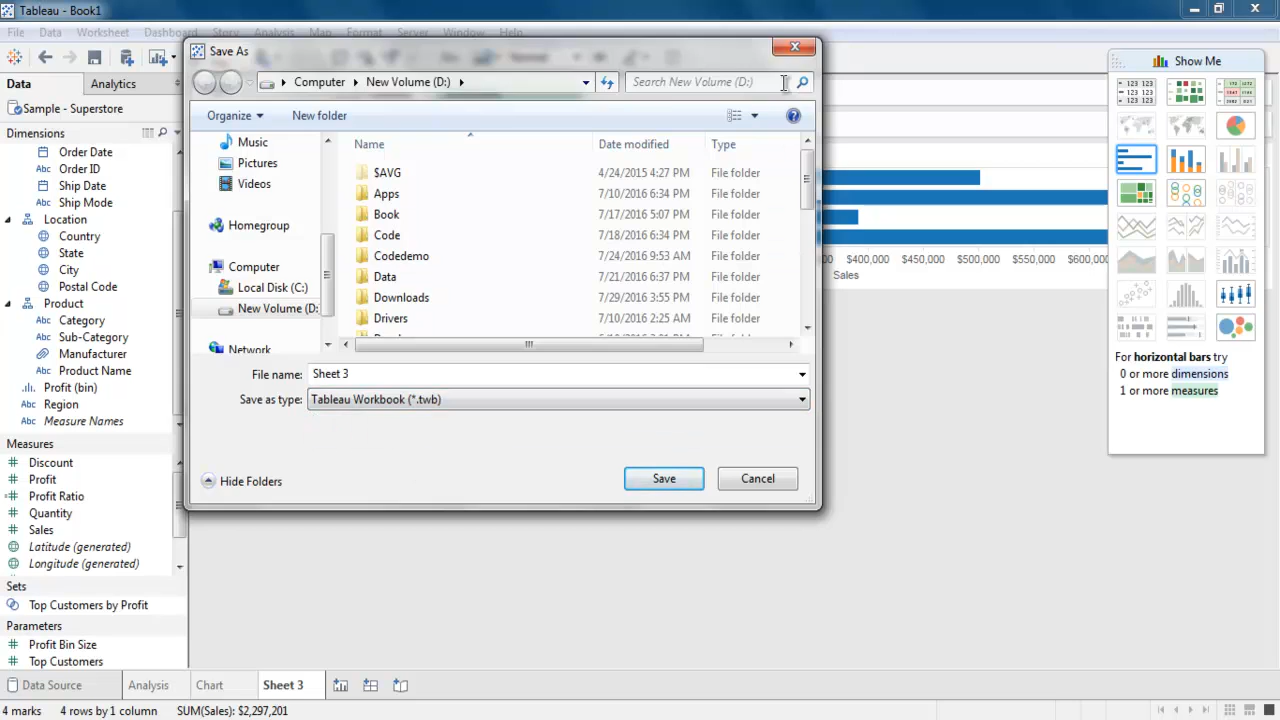 Tableau - Book1
File Data Worksheet Dashboard Story Analysis Map Format Server Window Help
Data Analytics
Sample - Superstore
Dimensions
Order Date
Order ID
Ship Date
Ship Mode
Location
Country
State
City
Postal Code
Product
Category
Sub-Category
Manufacturer
Product Name
Profit (bin)
Region
Measure Names
Measures
Discount
Profit
Profit Ratio
Quantity
Sales
Latitude (generated)
Longitude (generated)
Sets
Top Customers by Profit
Parameters
Profit Bin Size
Top Customers
Save As
Computer New Volume (D:)
Search New Volume (D:)
Organize New folder
Music
Pictures
Videos
Homegroup
Computer
Local Disk (C:)
New Volume (D:
Network
Name Date modified Type
$AVG 4/24/2015 4:27 PM File folder
Apps 7/10/2016 6:34 PM File folder
Book 7/17/2016 5:07 PM File folder
Code 7/18/2016 6:34 PM File folder
Codedemo 7/24/2016 9:53 AM File folder
Data 7/21/2016 6:37 PM File folder
Downloads 7/29/2016 3:55 PM File folder
Drivers 7/10/2016 2:25 AM File folder
File name: Sheet 3
Save as type: Tableau Workbook (*.twb)
Hide Folders
Save Cancel
$400,000 $450,000 $500,000 $550,000 $600,000
Sales
Show Me
For horizontal bars try
0 or more dimensions
1 or more measures
Data Source Analysis Chart Sheet 3
4 marks 4 rows by 1 column SUM(Sales): $2,297,201